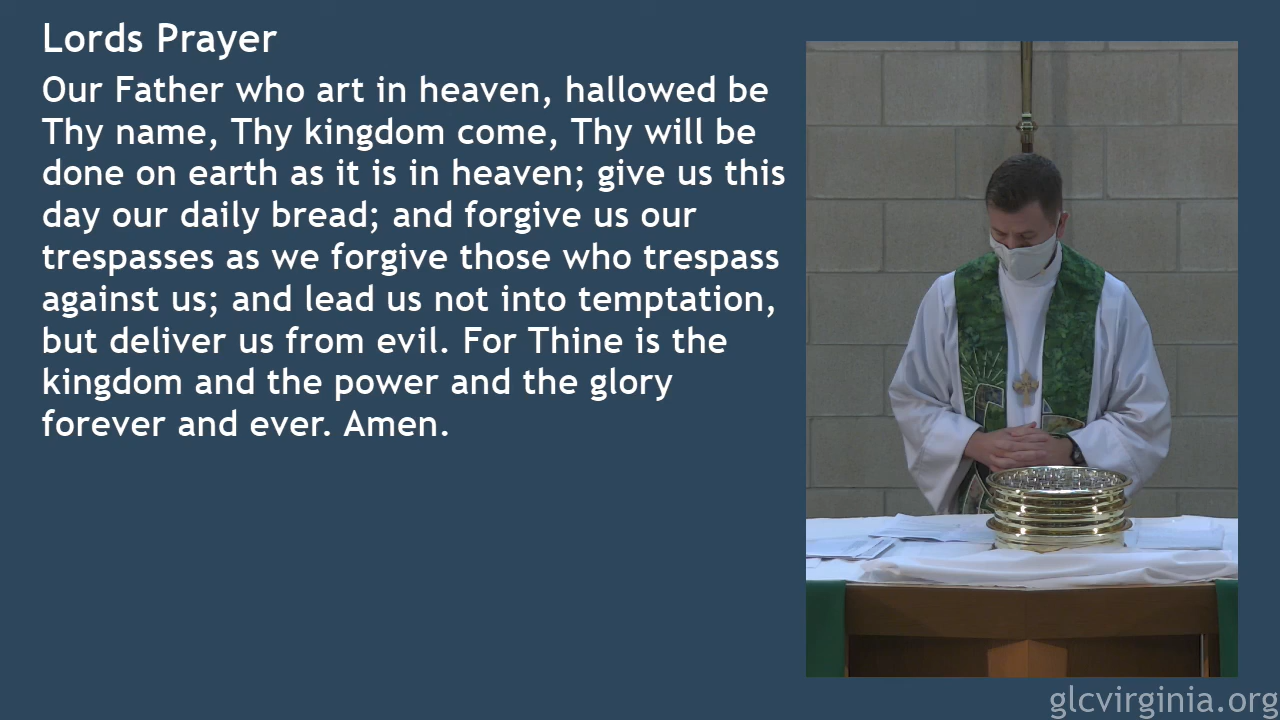 Lords Prayer
Our Father who art in heaven, hallowed be
Thy name, Thy kingdom come, Thy will be
done on earth as it is in heaven; give us this
day our daily bread; and forgive us our
trespasses as we forgive those who trespass
against us; and lead us not into temptation,
but deliver us from evil. For Thine is the
kingdom and the power and the glory
forever and ever. Amen.
glcvirginia.org